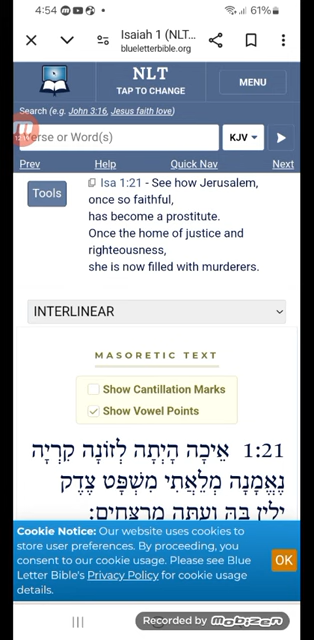 4:54
61%
Isaiah 1 (NLT...
blueletterbible.org
NLT
TAP TO CHANGE
MENU
Search (e.g. John 3:16, Jesus faith love)
Verse or Word(s)
KJV
Prev Help Quick Nav Next
Tools
Isa 1:21 - See how Jerusalem,
once so faithful,
has become a prostitute.
Once the home of justice and
righteousness,
she is now filled with murderers.
INTERLINEAR
MASORETIC TEXT
Show Cantillation Marks
Show Vowel Points
1:21 אֵיכָה הָיְתָה לְזוֹנָה קִרְיָה
נֶאֱמָנָה מְלֵאֲתִי מִשְׁפָּט צֶדֶק
יָלִין בָּהּ וְעַתָּה מְרַצְּחִים׃
Cookie Notice: Our website uses cookies to
store user preferences. By proceeding, you
consent to our cookie usage. Please see Blue
Letter Bible's Privacy Policy for cookie usage
details.
OK
Recorded by mobizen